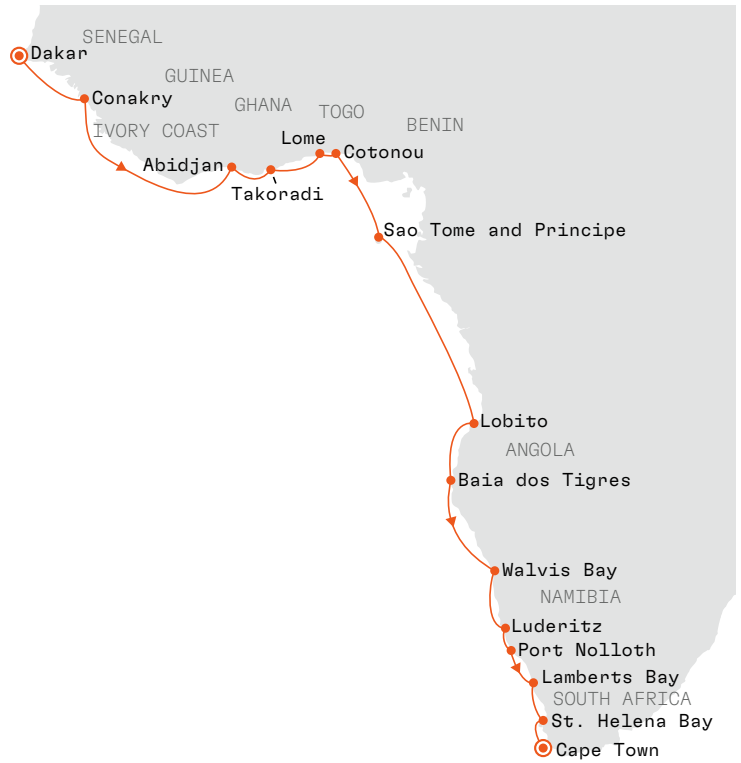 SENEGAL
Dakar
GUINEA
Conakry
GHANA
TOGO
BENIN
IVORY COAST
Lome
Cotonou
Abidjan
Takoradi
Sao Tome and Principe
Lobito
ANGOLA
Baia dos Tigres
Walvis Bay
NAMIBIA
Luderitz
Port Nolloth
Lamberts Bay
SOUTH AFRICA
St. Helena Bay
Cape Town